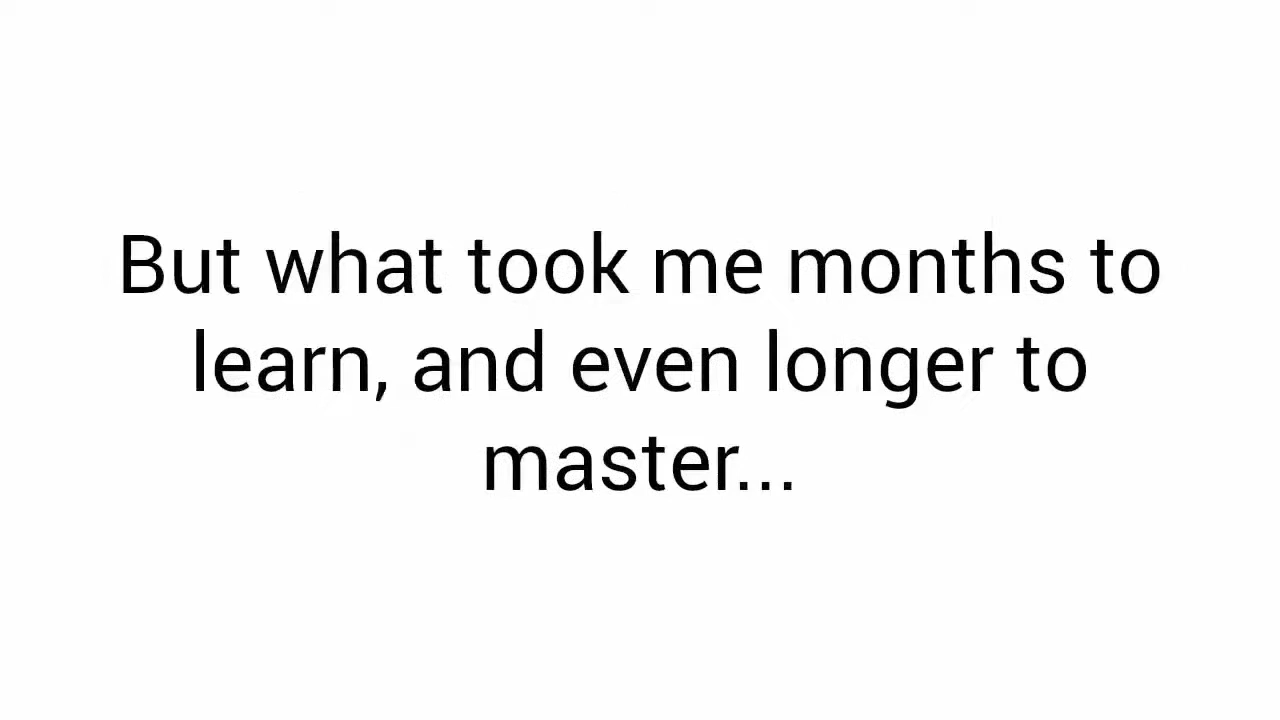 But what took me months to
learn, and even longer to
master...